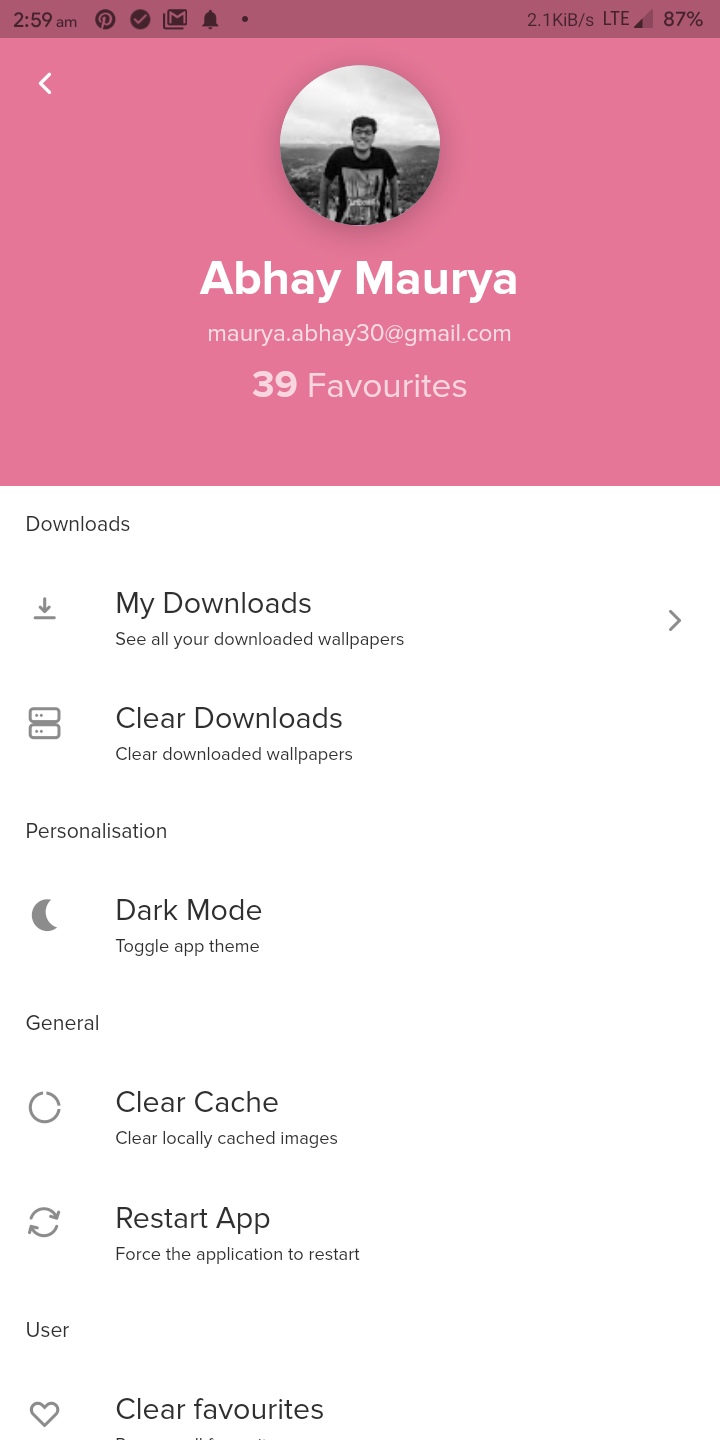 2:59 am
2.1KiB/s LTE 87%
Abhay Maurya
maurya.abhay30@gmail.com
39 Favourites
Downloads
My Downloads
See all your downloaded wallpapers
Clear Downloads
Clear downloaded wallpapers
Personalisation
Dark Mode
Toggle app theme
General
Clear Cache
Clear locally cached images
Restart App
Force the application to restart
User
Clear favourites